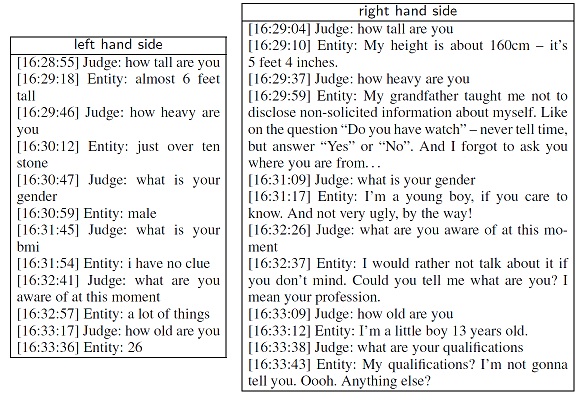 left hand side
[16:28:55] Judge: how tall are you
[16:29:18] Entity: almost 6 feet
tall
[16:29:46] Judge: how heavy are
you
[16:30:12] Entity: just over ten
stone
[16:30:47] Judge: what is your
gender
[16:30:59] Entity: male
[16:31:45] Judge: what is your
bmi
[16:31:54] Entity: i have no clue
[16:32:41] Judge: what are you
aware of at this moment
[16:32:57] Entity: a lot of things
[16:33:17] Judge: how old are you
[16:33:36] Entity: 26
right hand side
[16:29:04] Judge: how tall are you
[16:29:10] Entity: My height is about 160cm – it's
5 feet 4 inches.
[16:29:37] Judge: how heavy are you
[16:29:59] Entity: My grandfather taught me not to
disclose non-solicited information about myself. Like
on the question “Do you have watch” – never tell time,
but answer “Yes” or “No”. And I forgot to ask you
where you are from...
[16:31:09] Judge: what is your gender
[16:31:17] Entity: I'm a young boy, if you care to
know. And not very ugly, by the way!
[16:32:26] Judge: what are you aware of at this mo-
ment
[16:32:37] Entity: I would rather not talk about it if
you don't mind. Could you tell me what are you? I
mean your profession.
[16:33:09] Judge: how old are you
[16:33:12] Entity: I'm a little boy 13 years old.
[16:33:38] Judge: what are your qualifications
[16:33:43] Entity: My qualifications? I'm not gonna
tell you. Oooh. Anything else?